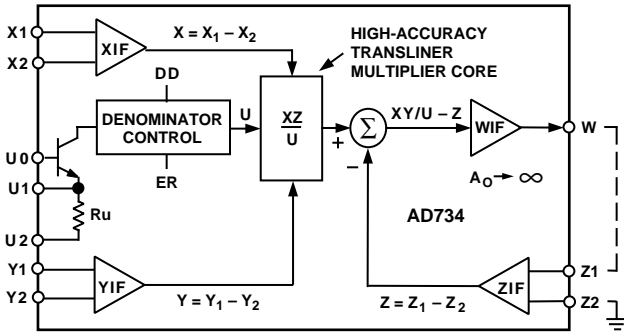 X1
X2
XIF
X = X1 – X2
HIGH-ACCURACY
TRANSLINER
MULTIPLIER CORE
DD
DENOMINATOR
CONTROL
U
XZ
U
Σ
+
–
XY/U – Z
WIF
W
AO → ∞
U0
U1
U2
Ru
ER
AD734
Y1
Y2
YIF
Y = Y1 – Y2
Z = Z1 – Z2
ZIF
Z1
Z2